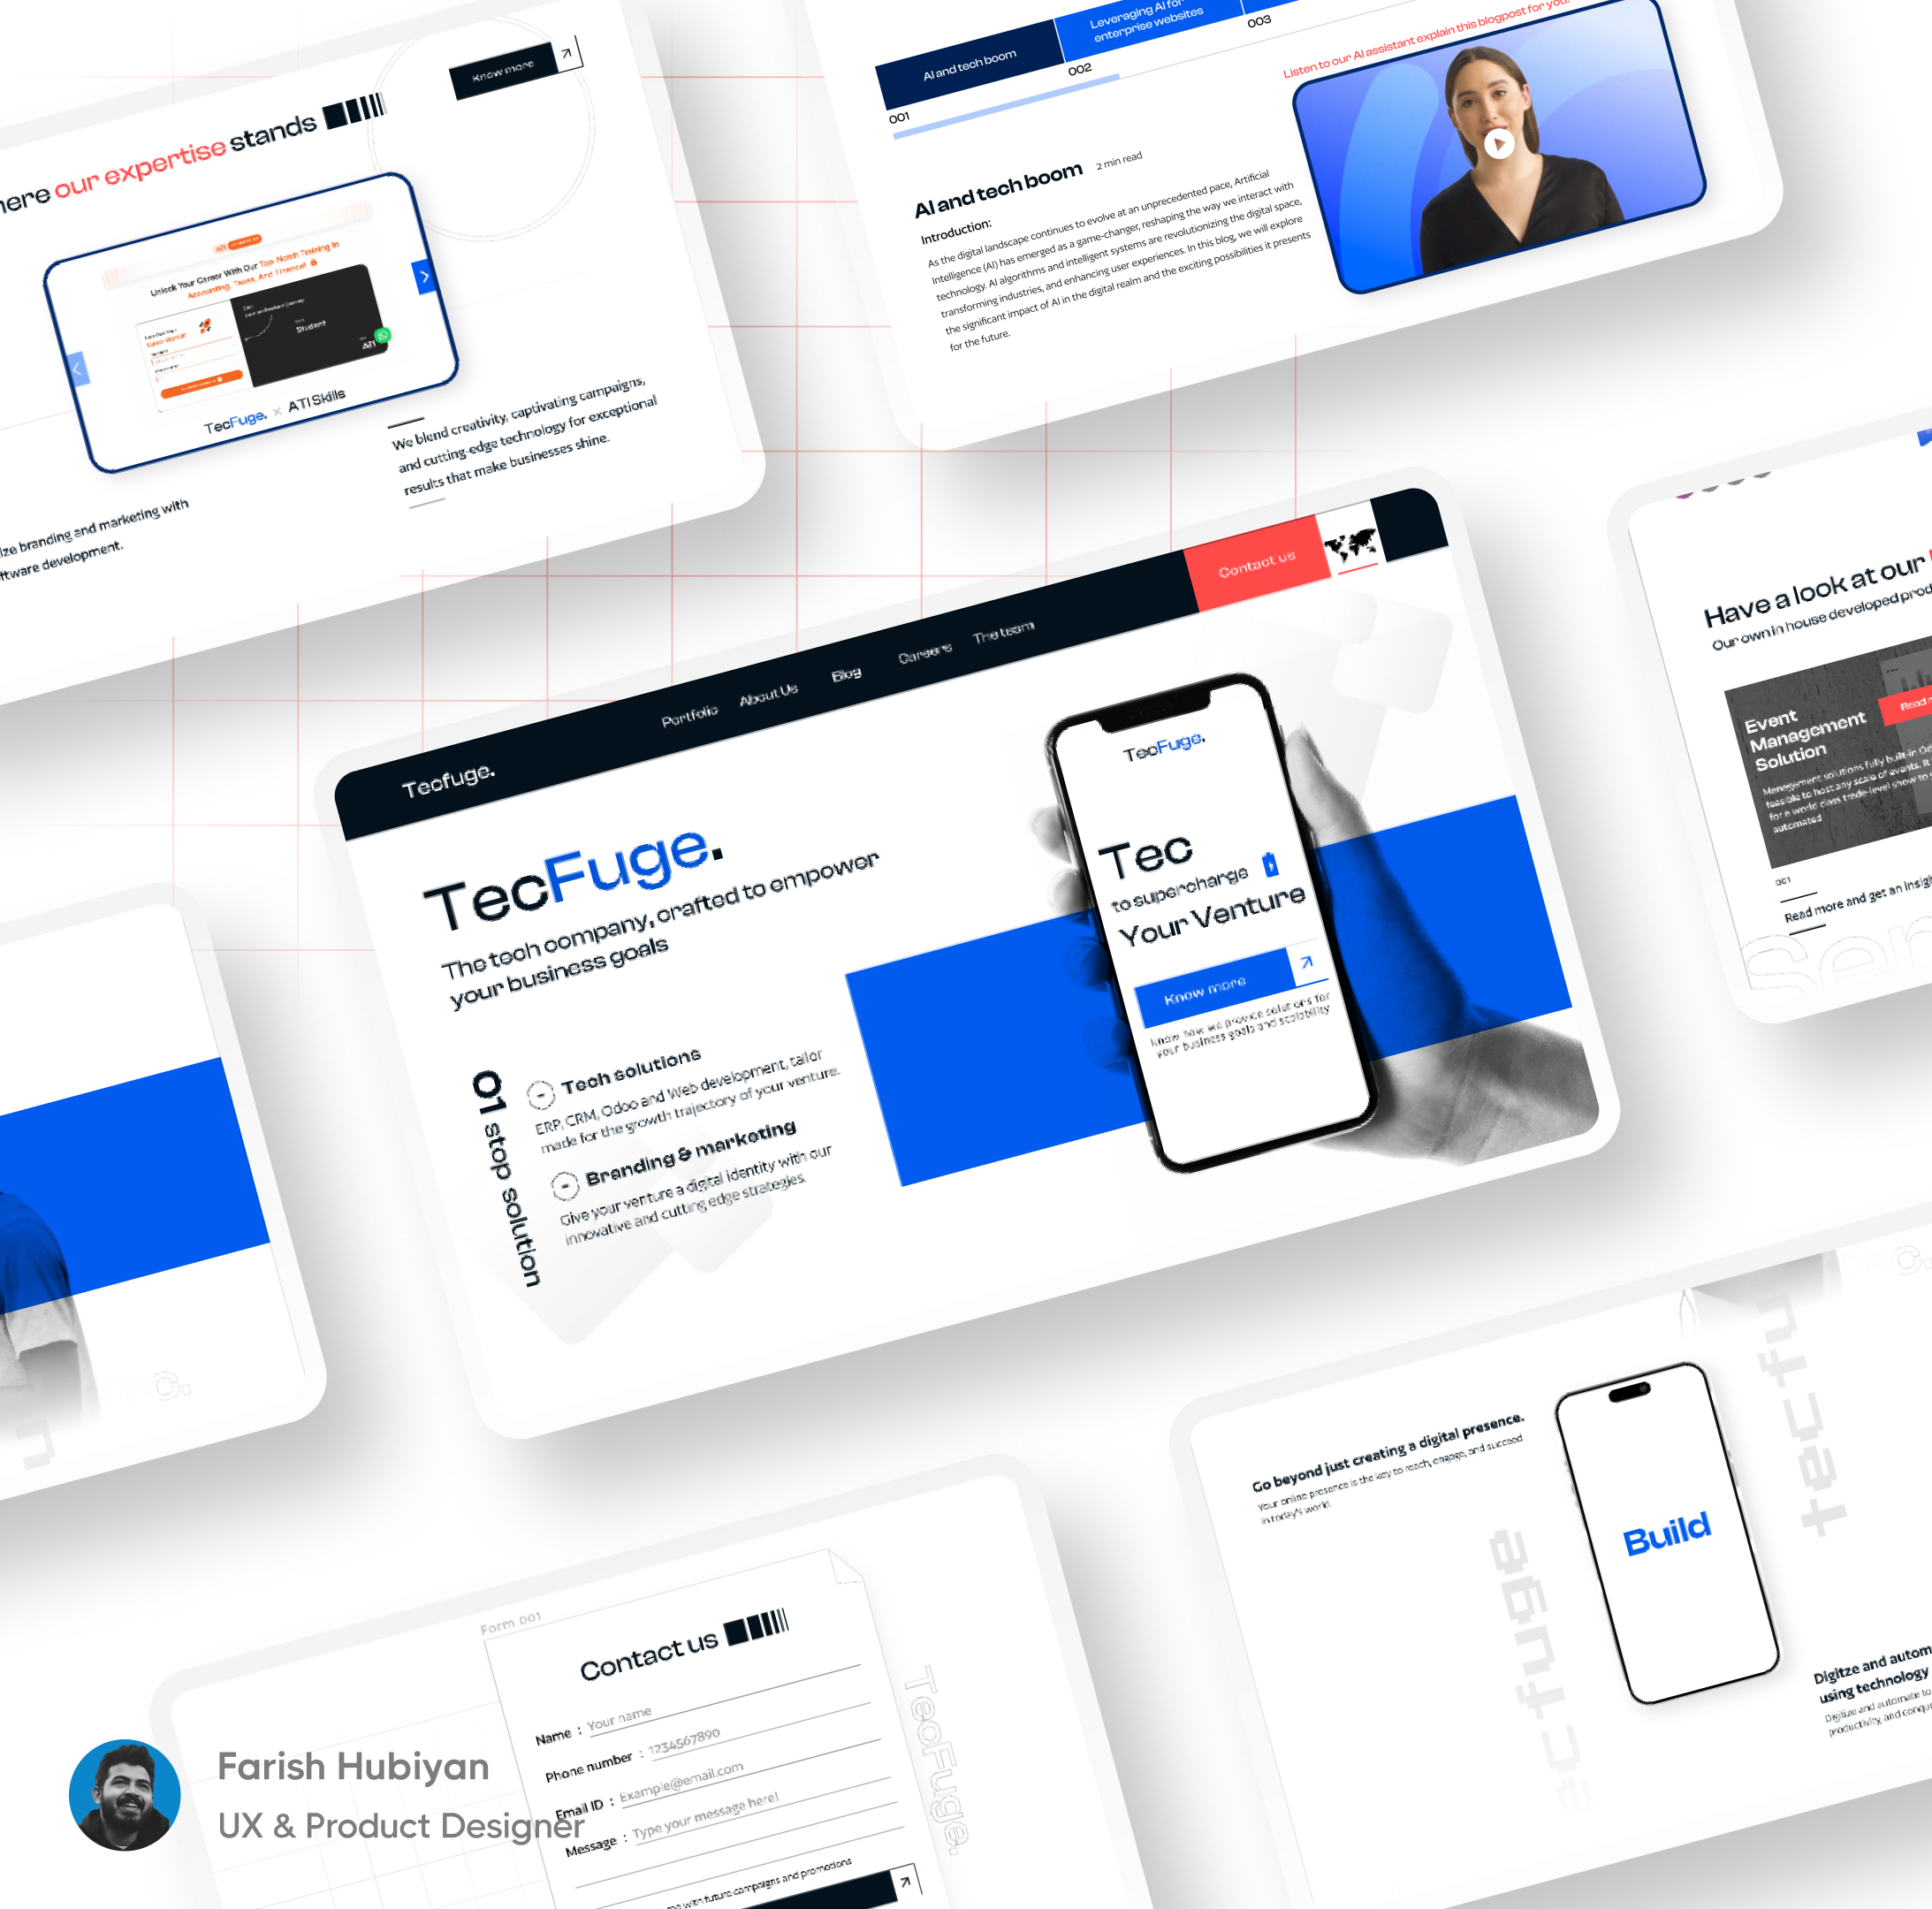 our expertise stands
Know more
Unlock Your Career With Our Top-Notch Training In
Accounting, Taxes, And Finance!
Student
ATI
TecFuge. × ATI Skills
We blend creativity, captivating campaigns,
and cutting-edge technology for exceptional
results that make businesses shine.
branding and marketing with
development.
AI and tech boom
Leveraging AI for
enterprise websites
001
002
003
Listen to our AI assistant explain this blogpost for you.
AI and tech boom
2 min read
Introduction:
As the digital landscape continues to evolve at an unprecedented pace, Artificial
Intelligence (AI) has emerged as a game-changer, reshaping the way we interact with
technology. AI algorithms and intelligent systems are revolutionizing the digital space,
transforming industries, and enhancing user experiences. In this blog, we will explore
the significant impact of AI in the digital realm and the exciting possibilities it presents
for the future.
Tecfuge.
Portfolio
About Us
Blog
Careers
The team
Contact us
TecFuge.
The tech company, crafted to empower
your business goals
01 stop solution
Tech solutions
ERP, CRM, Odoo and Web development, tailor
made for the growth trajectory of your venture.
Branding & marketing
Give your venture a digital identity with our
innovative and cutting edge strategies.
TecFuge.
Tec
to supercharge
Your Venture
Know more
Know how we provide solutions for
your business goals and scalability
Have a look at our
Our own in house developed
Event
Management
Solution
Read
Management solutions fully built-in
feasible to host any scale of events. It
for a world class trade-level show to
automated
001
Read more and get an
Go beyond just creating a digital presence.
Your online presence is the key to reach, engage, and succeed
in today's world.
Build
Digitze and
using technology
Digitize and automate to
productivity, and
Form 001
Contact us
Name : Your name
Phone number : 1234567890
Email ID : Example@email.com
Message : Type your message here!
with future campaigns and promotions
TecFuge.
Farish Hubiyan
UX & Product Designer